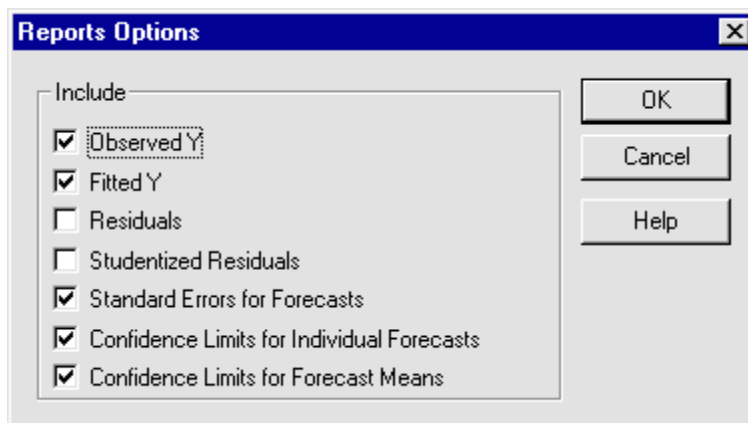 Reports Options
Include
Observed Y
Fitted Y
Residuals
Studentized Residuals
Standard Errors for Forecasts
Confidence Limits for Individual Forecasts
Confidence Limits for Forecast Means
OK
Cancel
Help